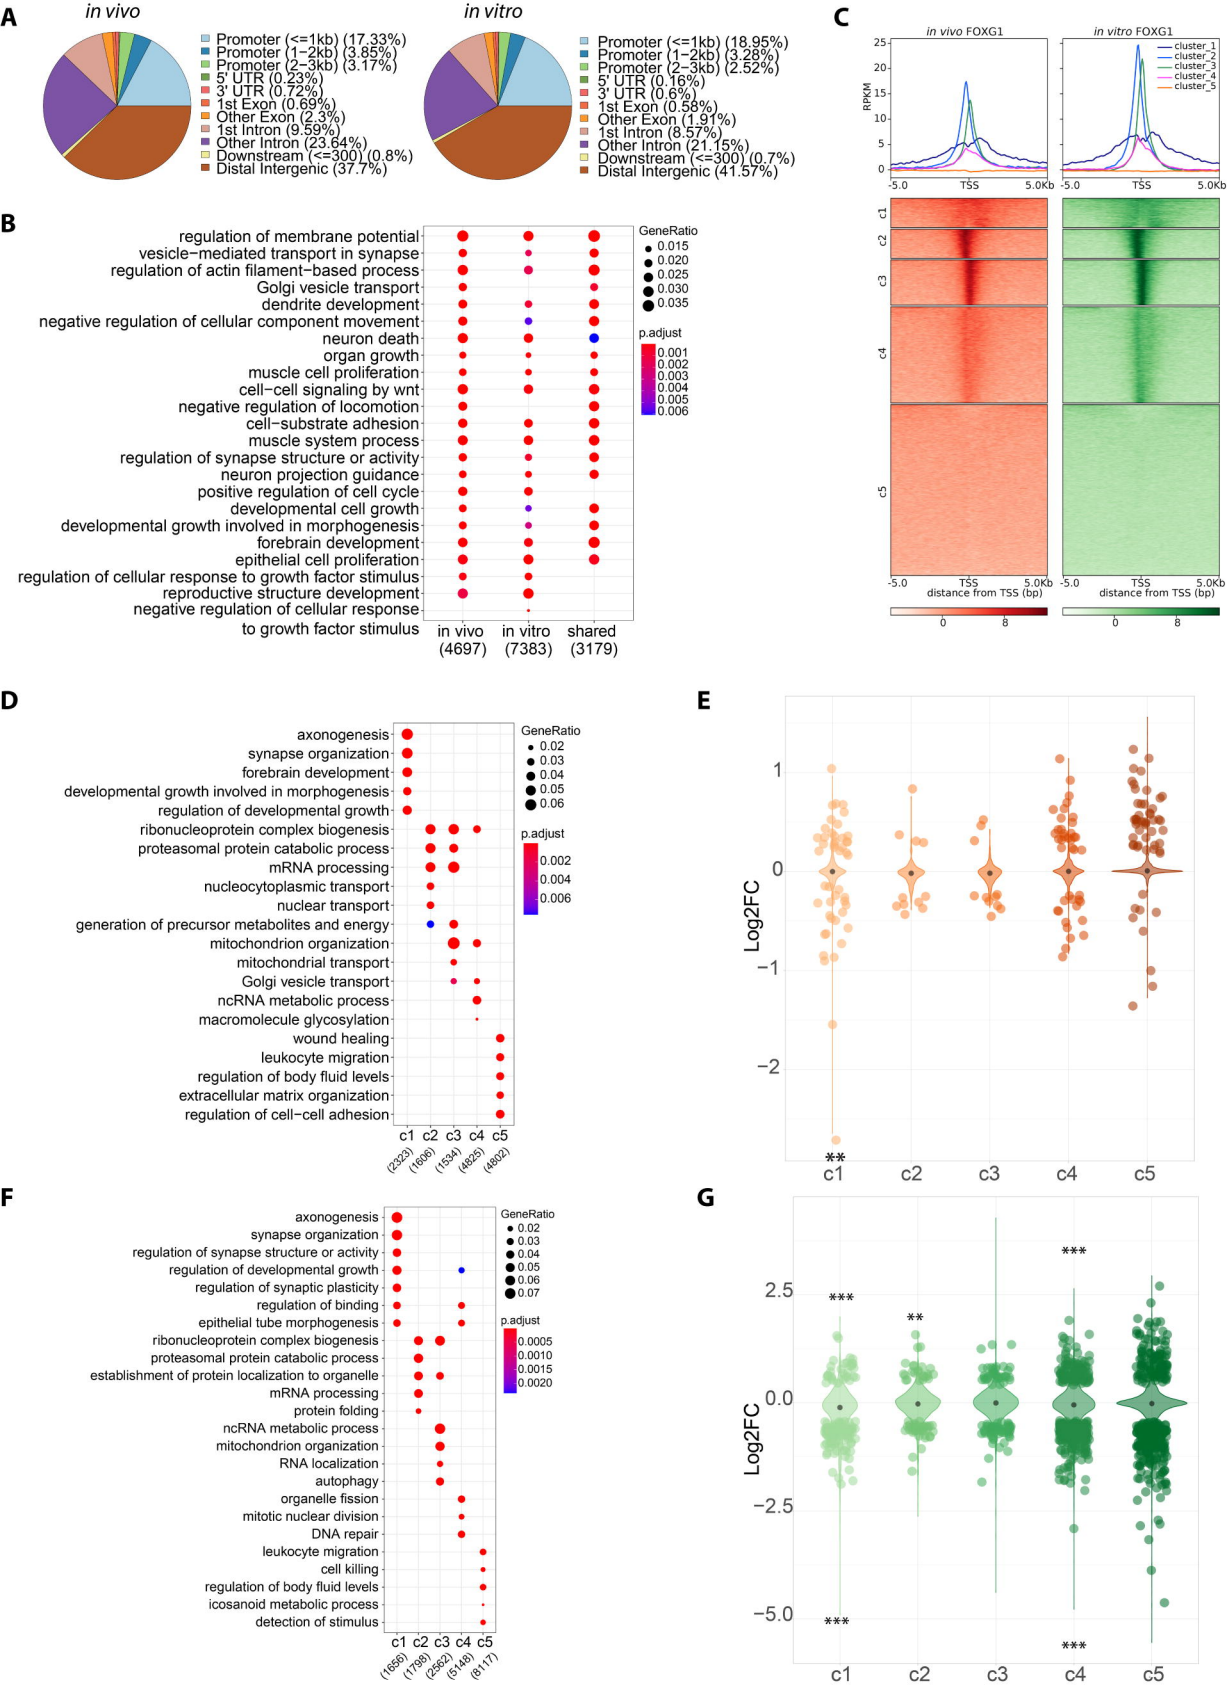 A
in vivo
Promoter (<=1kb) (17.33%)
Promoter (1−2kb) (3.85%)
Promoter (2−3kb) (3.17%)
5' UTR (0.23%)
3' UTR (0.72%)
1st Exon (0.69%)
Other Exon (2.3%)
1st Intron (9.59%)
Other Intron (23.64%)
Downstream (<=300) (0.8%)
Distal Intergenic (37.7%)
in vitro
Promoter (<=1kb) (18.95%)
Promoter (1−2kb) (3.28%)
Promoter (2−3kb) (2.52%)
5' UTR (0.16%)
3' UTR (0.6%)
1st Exon (0.58%)
Other Exon (1.91%)
1st Intron (8.57%)
Other Intron (21.15%)
Downstream (<=300) (0.7%)
Distal Intergenic (41.57%)
B
regulation of membrane potential
vesicle−mediated transport in synapse
regulation of actin filament−based process
Golgi vesicle transport
dendrite development
negative regulation of cellular component movement
neuron death
organ growth
muscle cell proliferation
cell−cell signaling by wnt
negative regulation of locomotion
cell−substrate adhesion
muscle system process
regulation of synapse structure or activity
neuron projection guidance
positive regulation of cell cycle
developmental cell growth
developmental growth involved in morphogenesis
forebrain development
epithelial cell proliferation
regulation of cellular response to growth factor stimulus
reproductive structure development
negative regulation of cellular response
to growth factor stimulus
in vivo in vitro shared
(4697) (7383) (3179)
GeneRatio
0.015
0.020
0.025
0.030
0.035
p.adjust
0.001
0.002
0.003
0.004
0.005
0.006
C
in vivo FOXG1
in vitro FOXG1
RPKM
25
20
15
10
5
0
cluster_1
cluster_2
cluster_3
cluster_4
cluster_5
-5.0 TSS 5.0Kb
-5.0 TSS 5.0Kb
c1
c2
c3
c4
c5
-5.0 TSS 5.0Kb
-5.0 TSS 5.0Kb
distance from TSS (bp)
distance from TSS (bp)
0 8
0 8
D
axonogenesis
synapse organization
forebrain development
developmental growth involved in morphogenesis
regulation of developmental growth
ribonucleoprotein complex biogenesis
proteasomal protein catabolic process
mRNA processing
nucleocytoplasmic transport
nuclear transport
generation of precursor metabolites and energy
mitochondrion organization
mitochondrial transport
Golgi vesicle transport
ncRNA metabolic process
macromolecule glycosylation
wound healing
leukocyte migration
regulation of body fluid levels
extracellular matrix organization
regulation of cell−cell adhesion
c1 c2 c3 c4 c5
(2323) (1606) (1534) (4825) (4802)
GeneRatio
0.02
0.03
0.04
0.05
0.06
p.adjust
0.002
0.004
0.006
E
Log2FC
1
0
−1
−2
**
c1 c2 c3 c4 c5
F
axonogenesis
synapse organization
regulation of synapse structure or activity
regulation of developmental growth
regulation of synaptic plasticity
regulation of binding
epithelial tube morphogenesis
ribonucleoprotein complex biogenesis
proteasomal protein catabolic process
establishment of protein localization to organelle
mRNA processing
protein folding
ncRNA metabolic process
mitochondrion organization
RNA localization
autophagy
organelle fission
mitotic nuclear division
DNA repair
leukocyte migration
cell killing
regulation of body fluid levels
icosanoid metabolic process
detection of stimulus
c1 c2 c3 c4 c5
(1656) (1798) (2562) (5148) (8117)
GeneRatio
0.02
0.03
0.04
0.05
0.06
0.07
p.adjust
0.0005
0.0010
0.0015
0.0020
G
Log2FC
2.5
0.0
−2.5
−5.0
***
**
***
***
***
c1 c2 c3 c4 c5